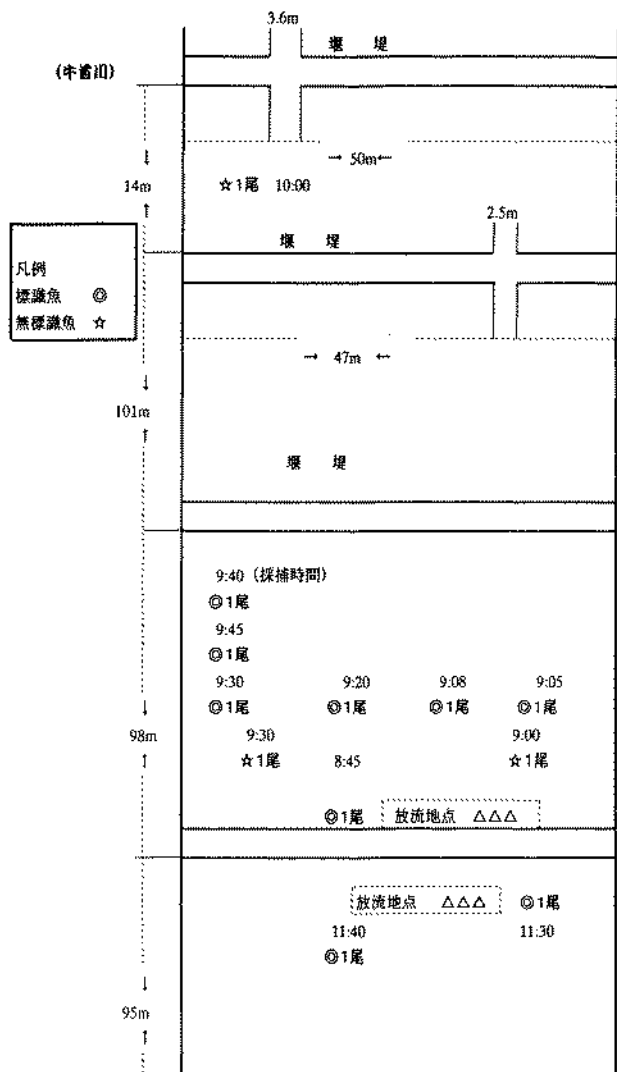 3.6m
堰 堤
→ 50m ←
14m
☆1尾 10:00
2.5m
堰 堤
凡例
標識魚 ◎
無標識魚 ☆
→ 47m ←
101m
堰 堤
9:40 (採捕時間)
◎1尾
9:45
◎1尾
9:30 9:20 9:08 9:05
◎1尾 ◎1尾 ◎1尾 ◎1尾
98m
9:30 9:00
☆1尾 8:45 ☆1尾
◎1尾 放流地点 △△△
放流地点 △△△ ◎1尾
11:40 11:30
◎1尾
95m